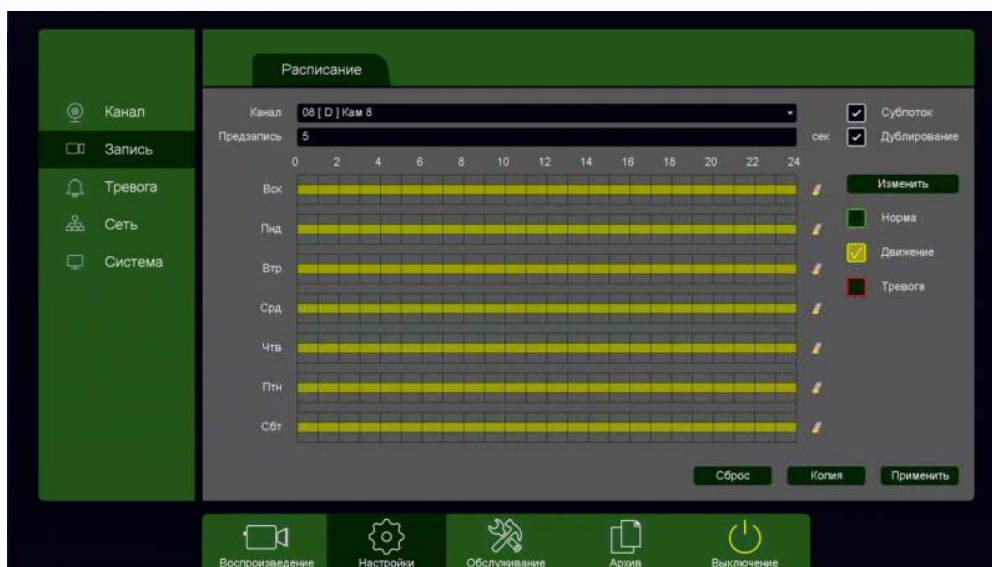 Расписание
Канал
Запись
Тревога
Сеть
Система
Канал 08 [ D ] Кам 8 Субпоток
Предзапись 5 сек Дублирование
0 2 4 6 8 10 12 14 16 18 20 22 24
Вск Изменить
Пнд Норма
Втр Движение
Срд Тревога
Чтв
Птн
Сбт
Сброс Копия Применить
Воспроизведение Настройки Обслуживание Архив Выключение